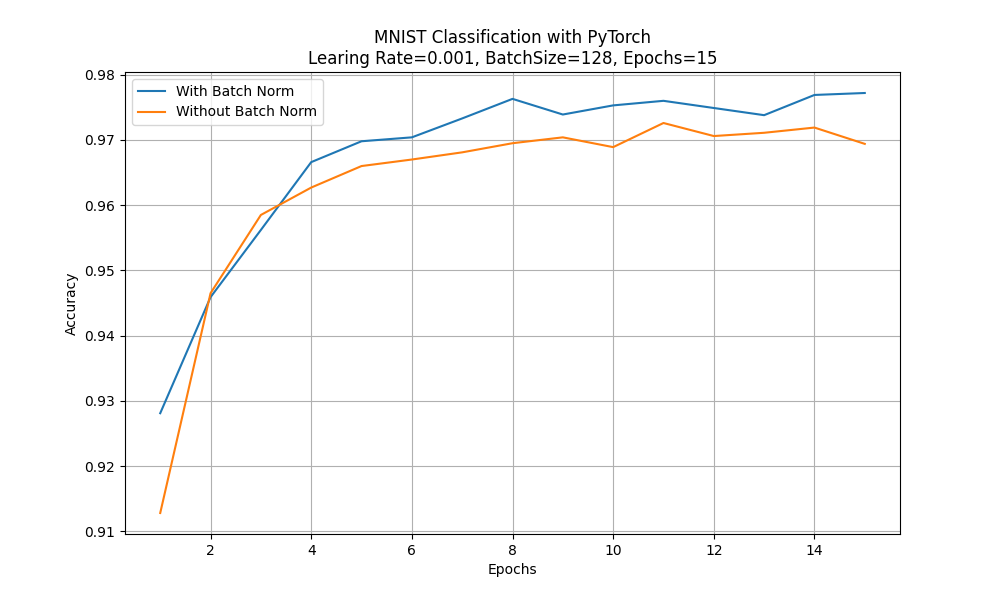 MNIST Classification with PyTorch
Learing Rate=0.001, BatchSize=128, Epochs=15
With Batch Norm
Without Batch Norm
0.98
0.97
0.96
0.95
0.94
0.93
0.92
0.91
Accuracy
2 4 6 8 10 12 14
Epochs